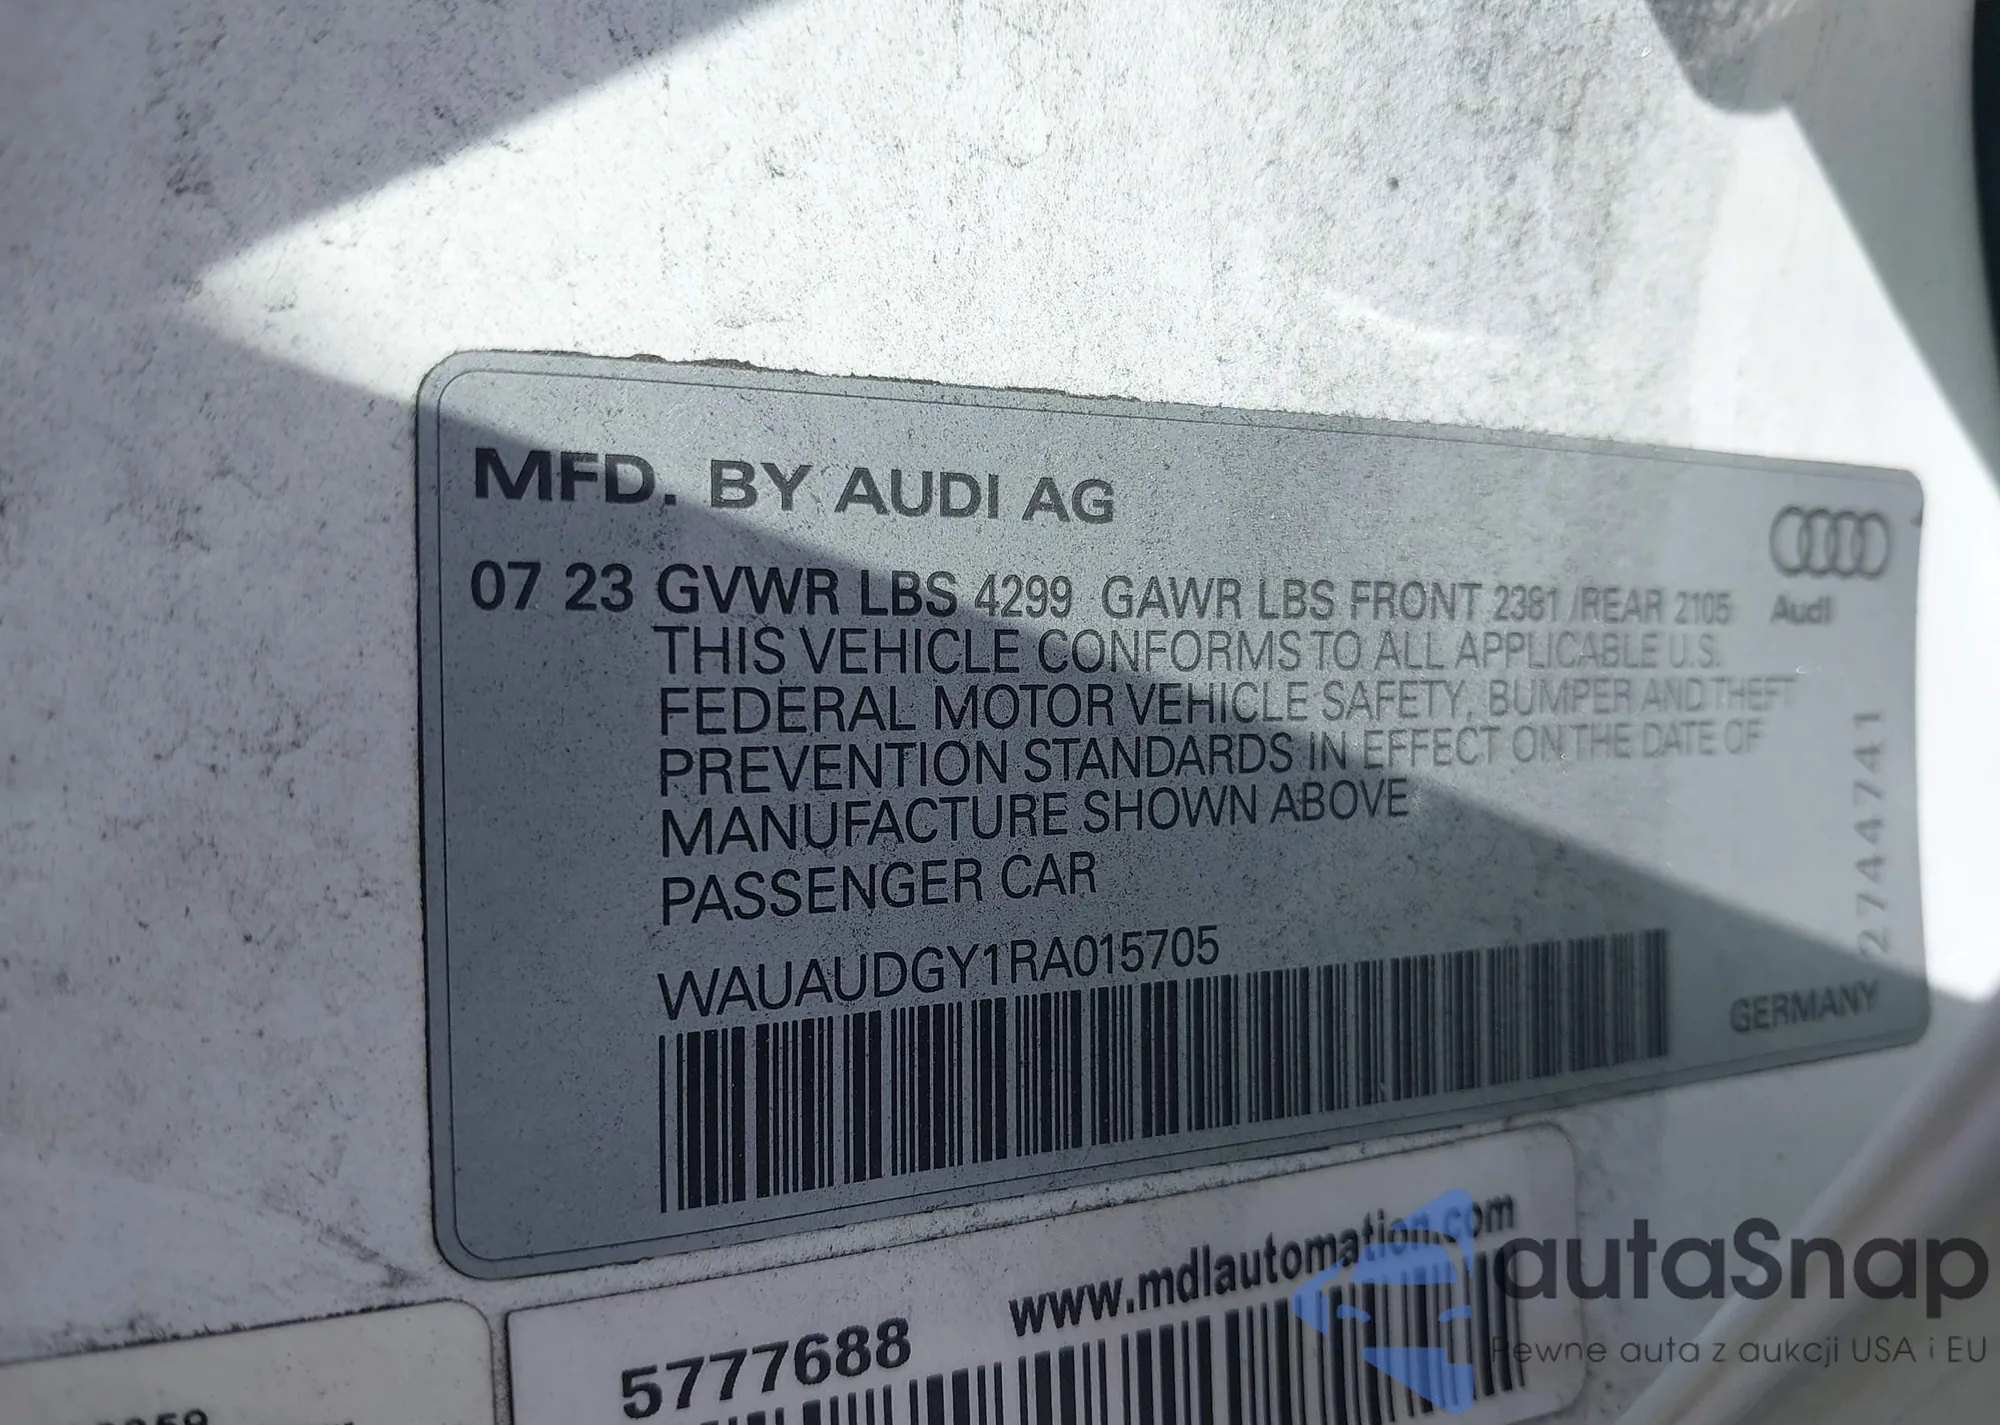 MFD. BY AUDI AG
07 23 GVWR LBS 4299 GAWR LBS FRONT 2381 /REAR 2105
Audi
THIS VEHICLE CONFORMS TO ALL APPLICABLE U.S.
FEDERAL MOTOR VEHICLE SAFETY, BUMPER AND THEFT
PREVENTION STANDARDS IN EFFECT ON THE DATE OF
MANUFACTURE SHOWN ABOVE
PASSENGER CAR
WAUAUDGY1RA015705
274474741
GERMANY
www.mdlautomation.com
5777688
autaSnap
Pewne auta z aukcji USA i EU